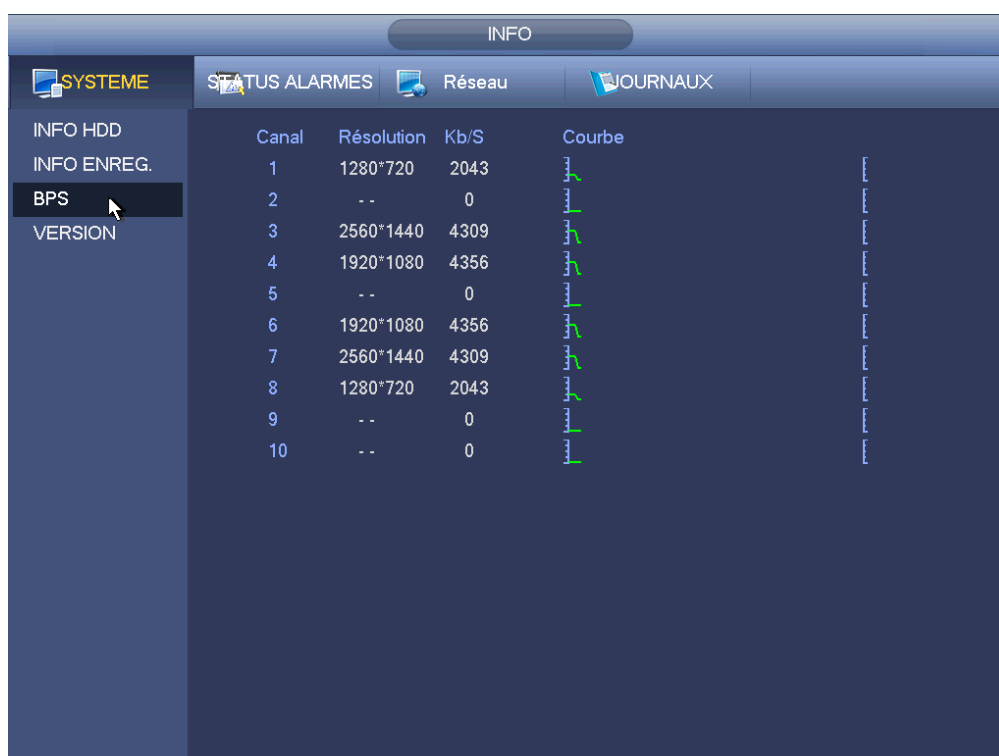 INFO
SYSTEME STATUS ALARMES Réseau JOURNAUX
INFO HDD
INFO ENREG.
BPS
VERSION
Canal Résolution Kb/S Courbe
1 1280*720 2043
2 - - 0
3 2560*1440 4309
4 1920*1080 4356
5 - - 0
6 1920*1080 4356
7 2560*1440 4309
8 1280*720 2043
9 - - 0
10 - - 0